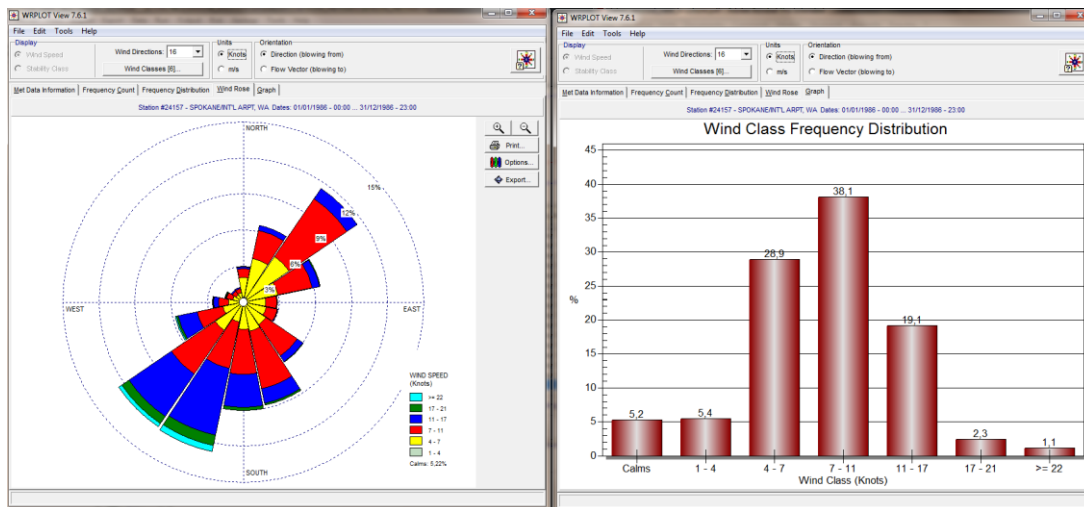 WRPLOT View 7.6.1
File Edit Tools Help
Display
Wind Speed
Stability Class
Wind Directions: 16
Wind Classes [6]...
Units
Knots
m/s
Orientation
Direction (blowing from)
Flow Vector (blowing to)
Met Data Information Frequency Count Frequency Distribution Wind Rose Graph
Station #24157 - SPOKANE/INT'L ARPT, WA Dates: 01/01/1986 - 00:00 ... 31/12/1986 - 23:00
NORTH
15%
12%
9%
6%
3%
WEST
EAST
SOUTH
Print...
Options...
Export...
WIND SPEED
(Knots)
>= 22
17 - 21
11 - 17
7 - 11
4 - 7
1 - 4
Calms: 5,22%
WRPLOT View 7.6.1
File Edit Tools Help
Display
Wind Speed
Stability Class
Wind Directions: 16
Wind Classes [6]...
Units
Knots
m/s
Orientation
Direction (blowing from)
Flow Vector (blowing to)
Met Data Information Frequency Count Frequency Distribution Wind Rose Graph
Station #24157 - SPOKANE/INT'L ARPT, WA Dates: 01/01/1986 - 00:00 ... 31/12/1986 - 23:00
Wind Class Frequency Distribution
45
40
35
30
25
20
15
10
5
0
%
5,2
5,4
28,9
38,1
19,1
2,3
1,1
Calms 1 - 4 4 - 7 7 - 11 11 - 17 17 - 21 >= 22
Wind Class (Knots)